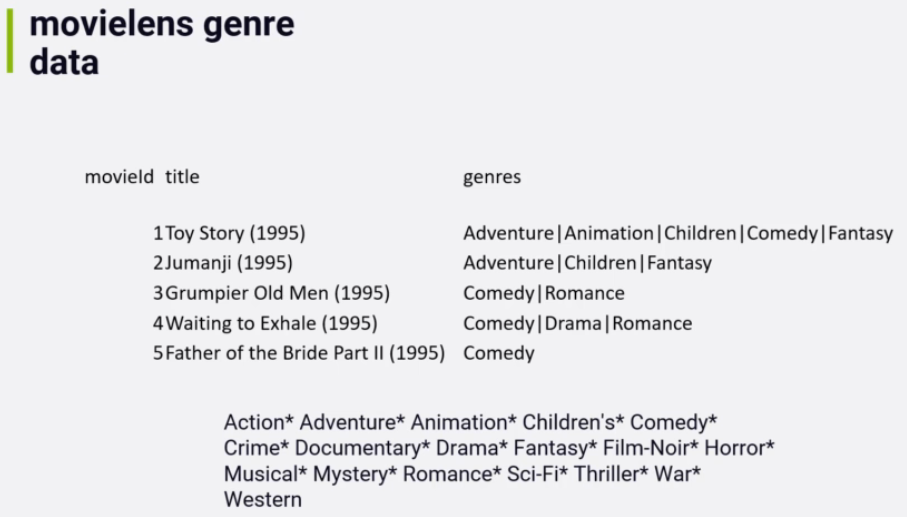 movielens genre
data
movieId title genres
1 Toy Story (1995) Adventure|Animation|Children|Comedy|Fantasy
2 Jumanji (1995) Adventure|Children|Fantasy
3 Grumpier Old Men (1995) Comedy|Romance
4 Waiting to Exhale (1995) Comedy|Drama|Romance
5 Father of the Bride Part II (1995) Comedy
Action* Adventure* Animation* Children's* Comedy*
Crime* Documentary* Drama* Fantasy* Film-Noir* Horror*
Musical* Mystery* Romance* Sci-Fi* Thriller* War*
Western